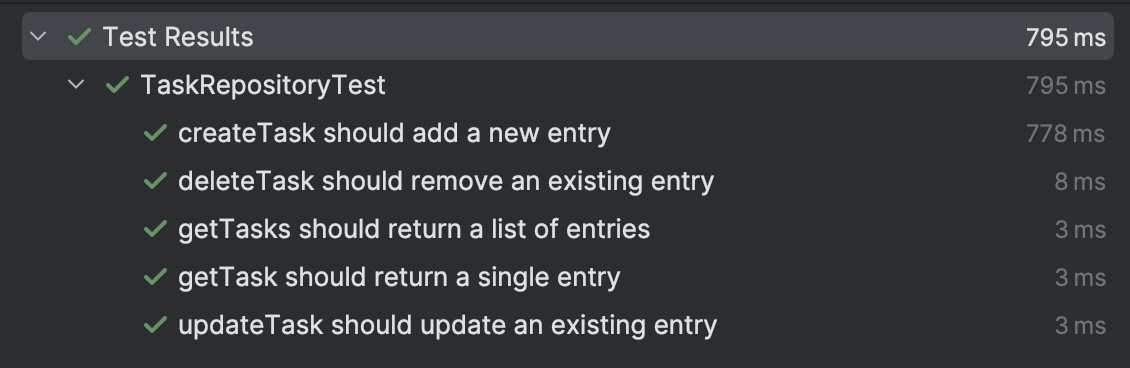 Test Results 795 ms
TaskRepositoryTest 795 ms
createTask should add a new entry 778 ms
deleteTask should remove an existing entry 8 ms
getTasks should return a list of entries 3 ms
getTask should return a single entry 3 ms
updateTask should update an existing entry 3 ms